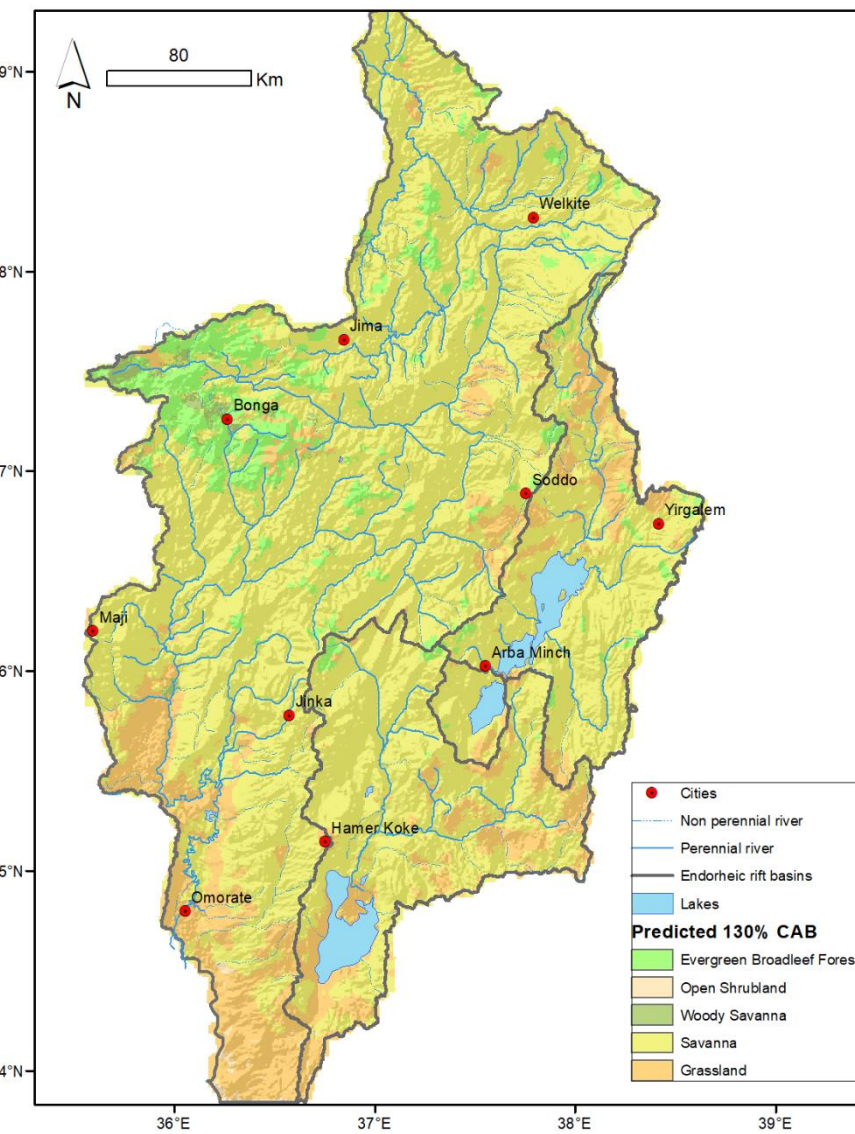 80
Km
N
9°N
8°N
7°N
6°N
5°N
4°N
Welkite
Jima
Bonga
Soddo
Yirgalem
Maji
Arba Minch
Jinka
Hamer Koke
Omorate
Cities
Non perennial river
Perennial river
Endorheic rift basins
Lakes
Predicted 130% CAB
Evergreen Broadleef Fores
Open Shrubland
Woody Savanna
Savanna
Grassland
36°E
37°E
38°E
39°E